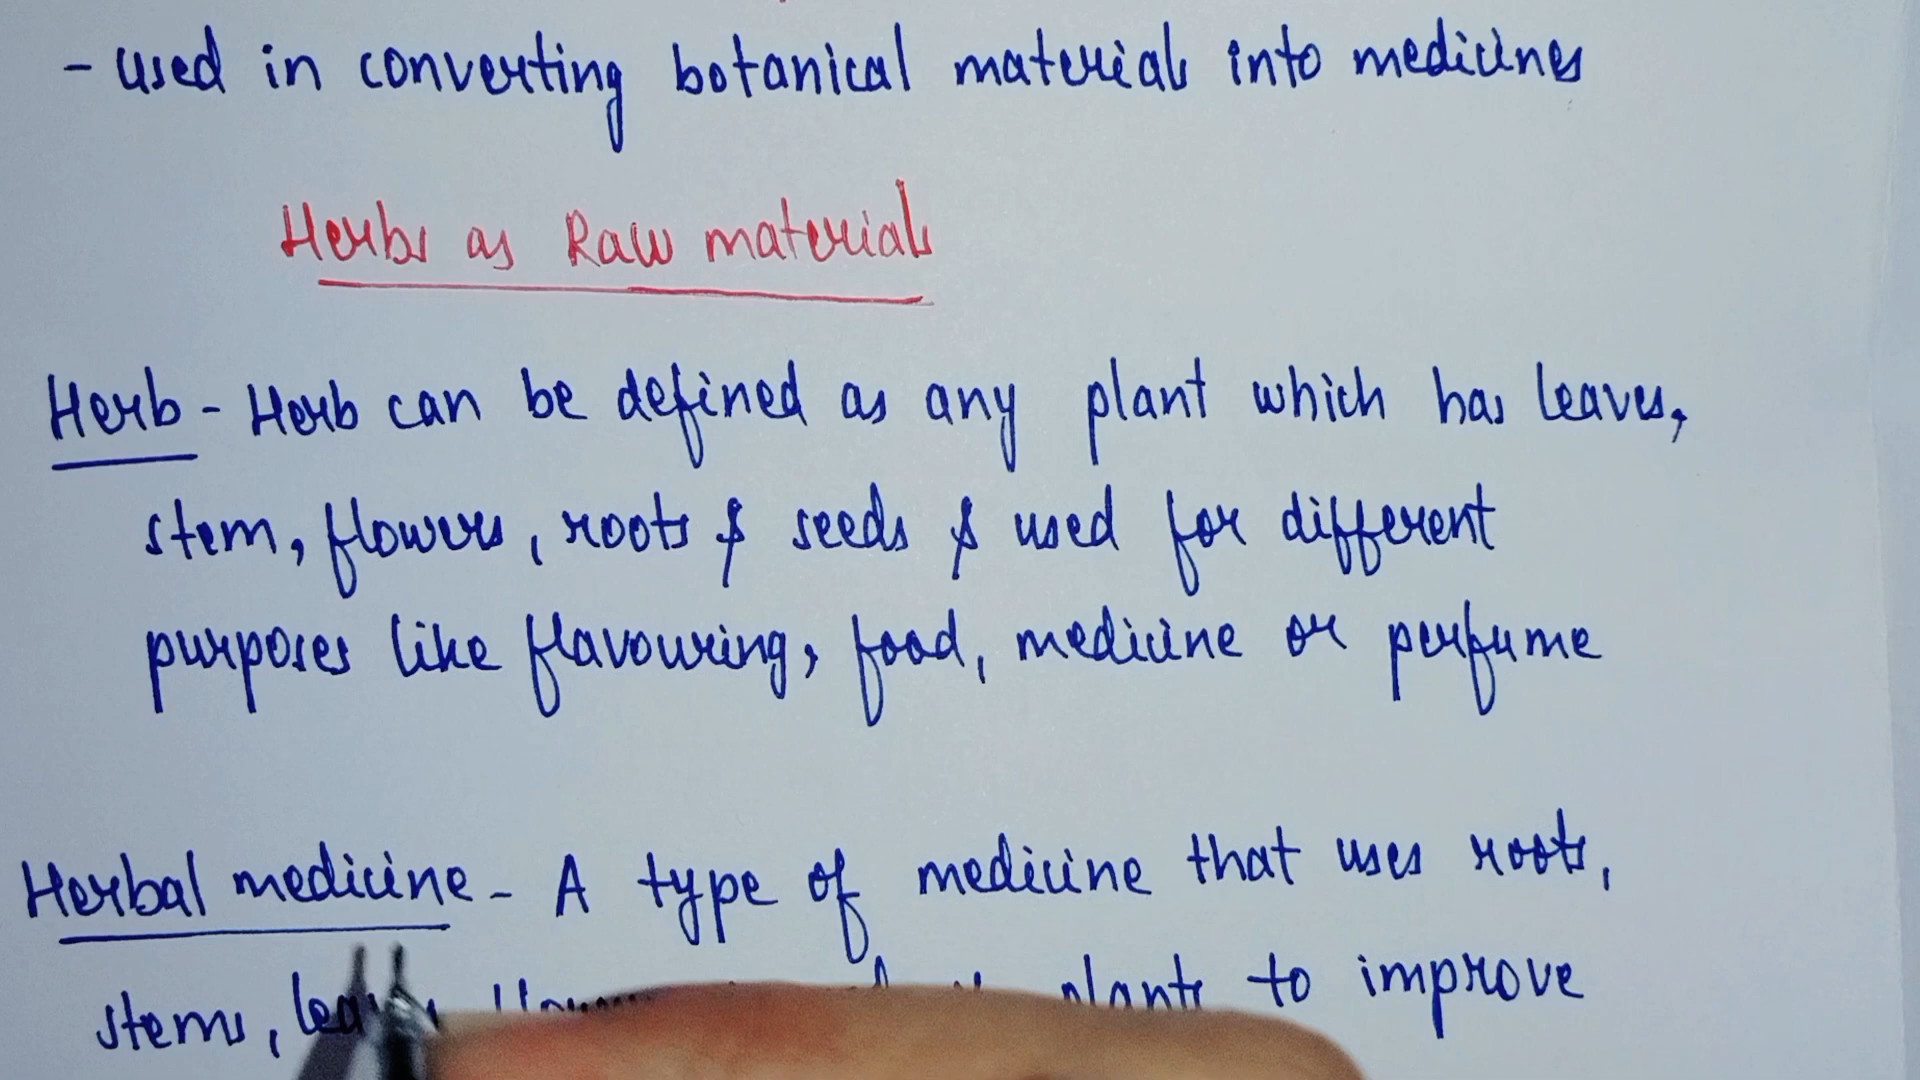 - used in converting botanical materials into medicines
Herbs as Raw materials
Herb - Herb can be defined as any plant which has leaves,
stem, flowers, roots & seeds & used for different
purposes like flavouring, food, medicine or perfume
Herbal medicine - A type of medicine that uses roots,
stems, plants to improve